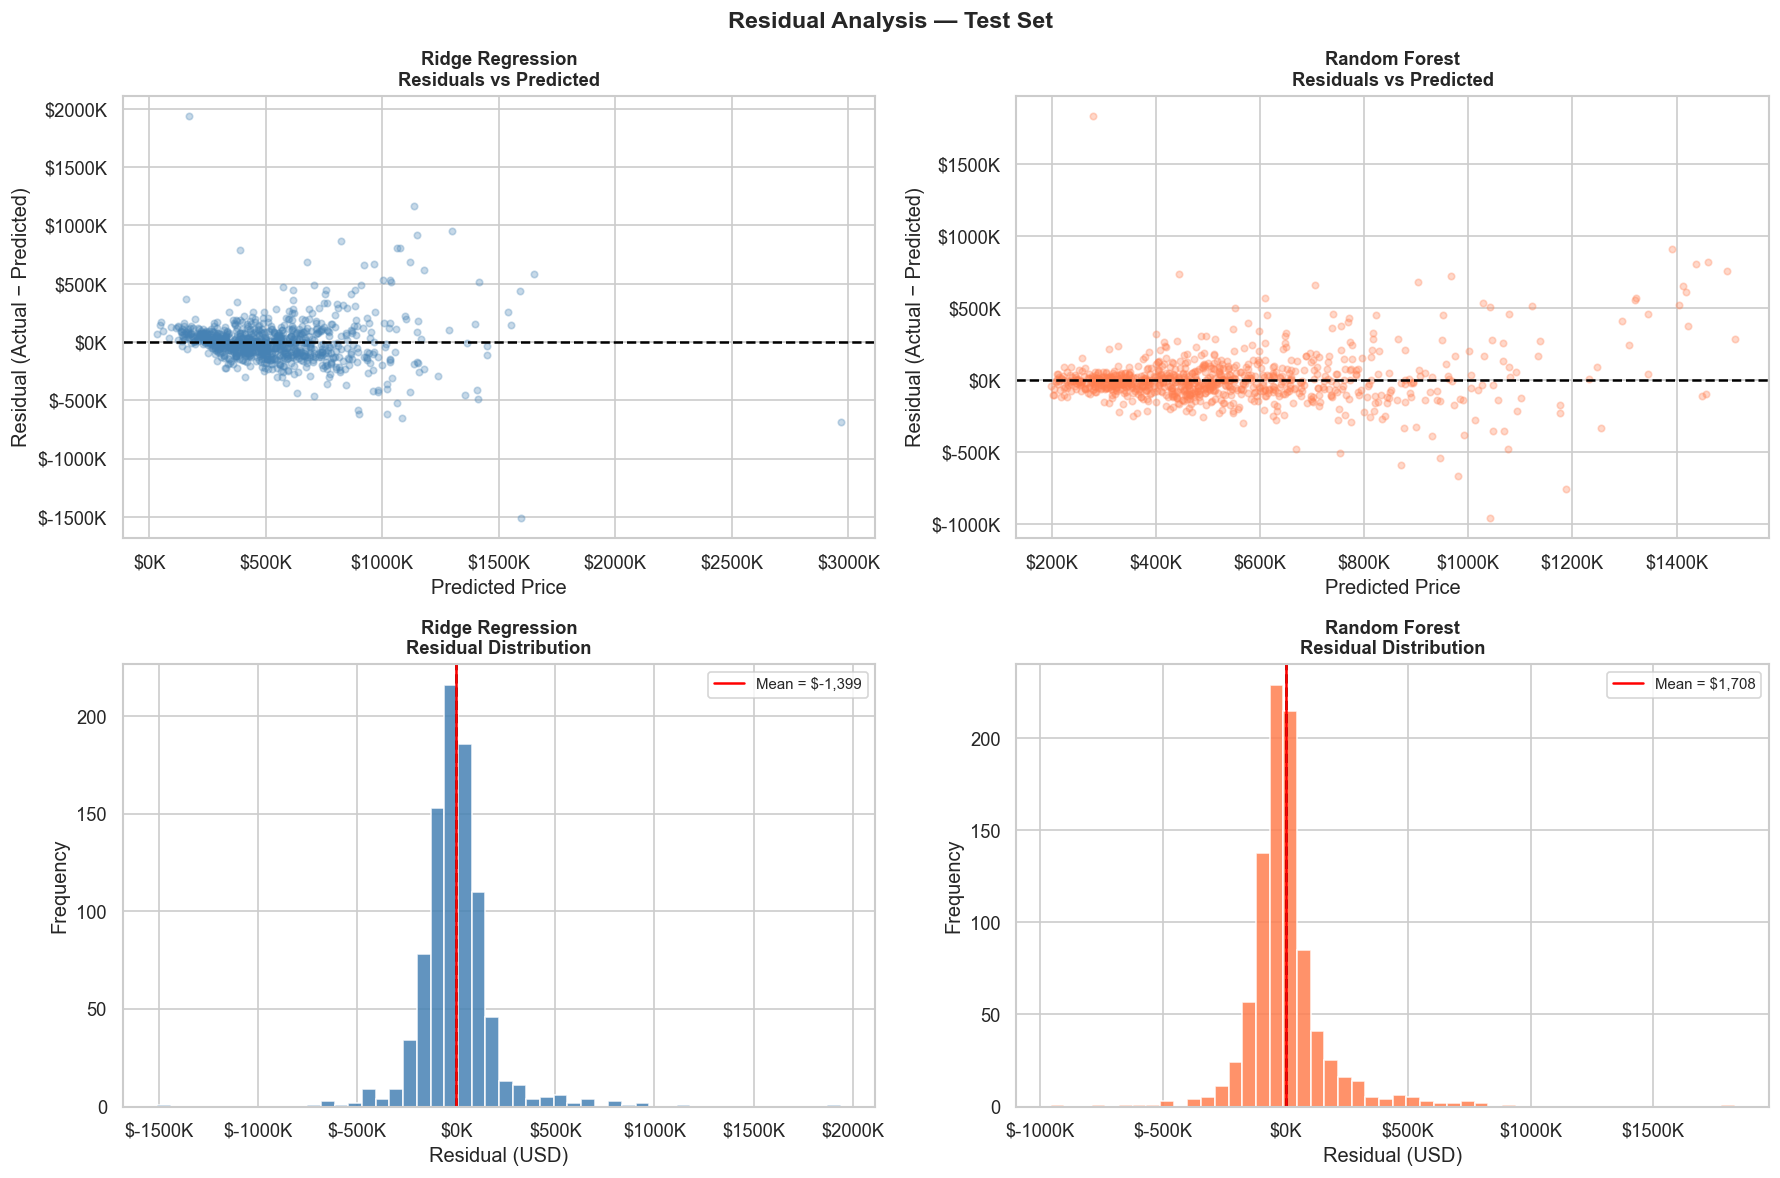 Residual Analysis — Test Set
Ridge Regression
Residuals vs Predicted
Residual (Actual − Predicted)
$2000K
$1500K
$1000K
$500K
$0K
$-500K
$-1000K
$-1500K
$0K $500K $1000K $1500K $2000K $2500K $3000K
Predicted Price
Random Forest
Residuals vs Predicted
Residual (Actual − Predicted)
$1500K
$1000K
$500K
$0K
$-500K
$-1000K
$200K $400K $600K $800K $1000K $1200K $1400K
Predicted Price
Ridge Regression
Residual Distribution
Mean = $-1,399
Frequency
200
150
100
50
0
$-1500K $-1000K $-500K $0K $500K $1000K $1500K $2000K
Residual (USD)
Random Forest
Residual Distribution
Mean = $1,708
Frequency
200
150
100
50
0
$-1000K $-500K $0K $500K $1000K $1500K
Residual (USD)